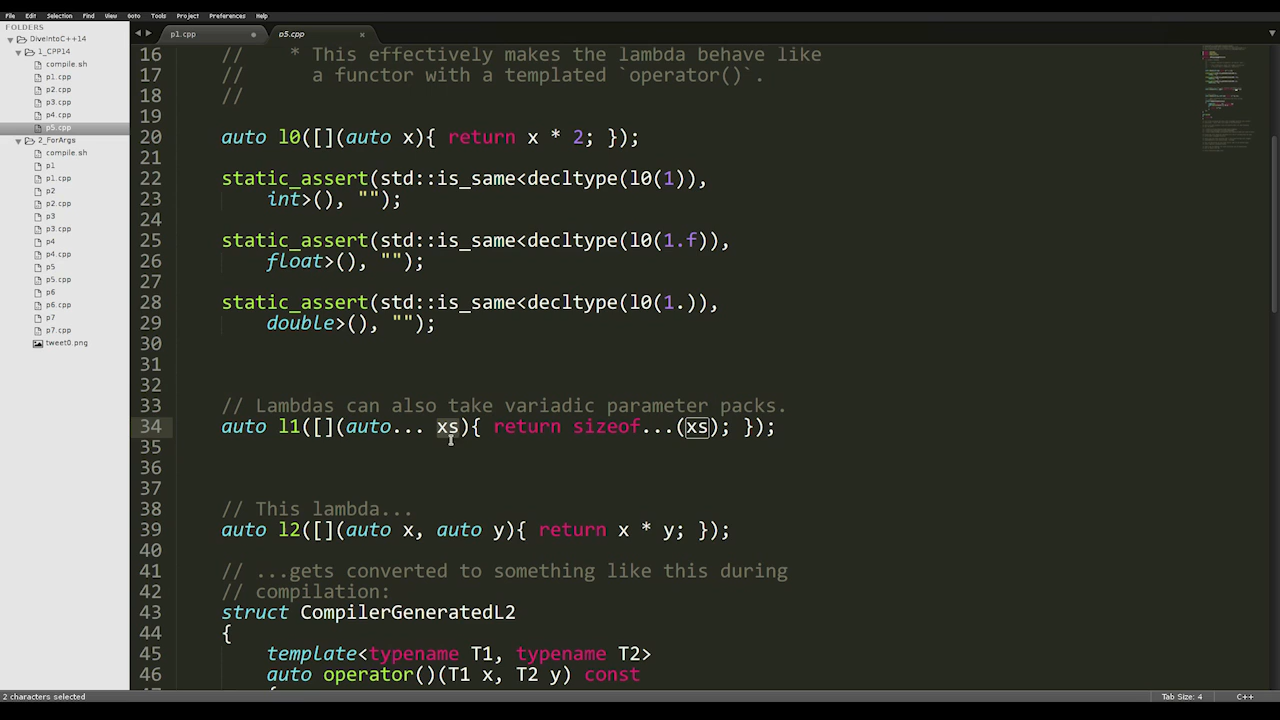 File Edit Selection View Goto Tools Project Preferences Help
FOLDERS
DiveIntoC++14
1_CPP14
compile.sh
p1.cpp
p2.cpp
p3.cpp
p4.cpp
p5.cpp
2_ForArgs
compile.sh
p1
p1.cpp
p2
p2.cpp
p3
p3.cpp
p4
p4.cpp
p5
p5.cpp
p6
p6.cpp
p7
p7.cpp
tweet0.png
p1.cpp p5.cpp
16 // * This effectively makes the lambda behave like
17 // a functor with a templated `operator()`.
18 //
19
20 auto l0([](auto x){ return x * 2; });
21
22 static_assert(std::is_same<decltype(l0(1)),
23 int>(), "");
24
25 static_assert(std::is_same<decltype(l0(1.f)),
26 float>(), "");
27
28 static_assert(std::is_same<decltype(l0(1.)),
29 double>(), "");
30
31
32
33 // Lambdas can also take variadic parameter packs.
34 auto l1([](auto... xs){ return sizeof...(xs); });
35
36
37
38 // This lambda...
39 auto l2([](auto x, auto y){ return x * y; });
40
41 // ...gets converted to something like this during
42 // compilation:
43 struct CompilerGeneratedL2
44 {
45 template<typename T1, typename T2>
46 auto operator()(T1 x, T2 y) const
2 characters selected
Tab Size: 4 C++